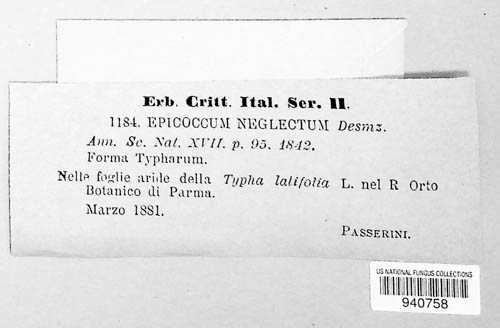 Erb. Critt. Ital. Ser. II.
1184. EPICOCCUM NEGLECTUM Desmz.
Ann. Sc. Nat. XVII. p. 95. 1842.
Forma Typharum.
Nelle foglie aride della Typha latifolia L. nel R Orto
Botanico di Parma.
Marzo 1881.
PASSERINI.
US NATIONAL FUNGUS COLLECTIONS
940758